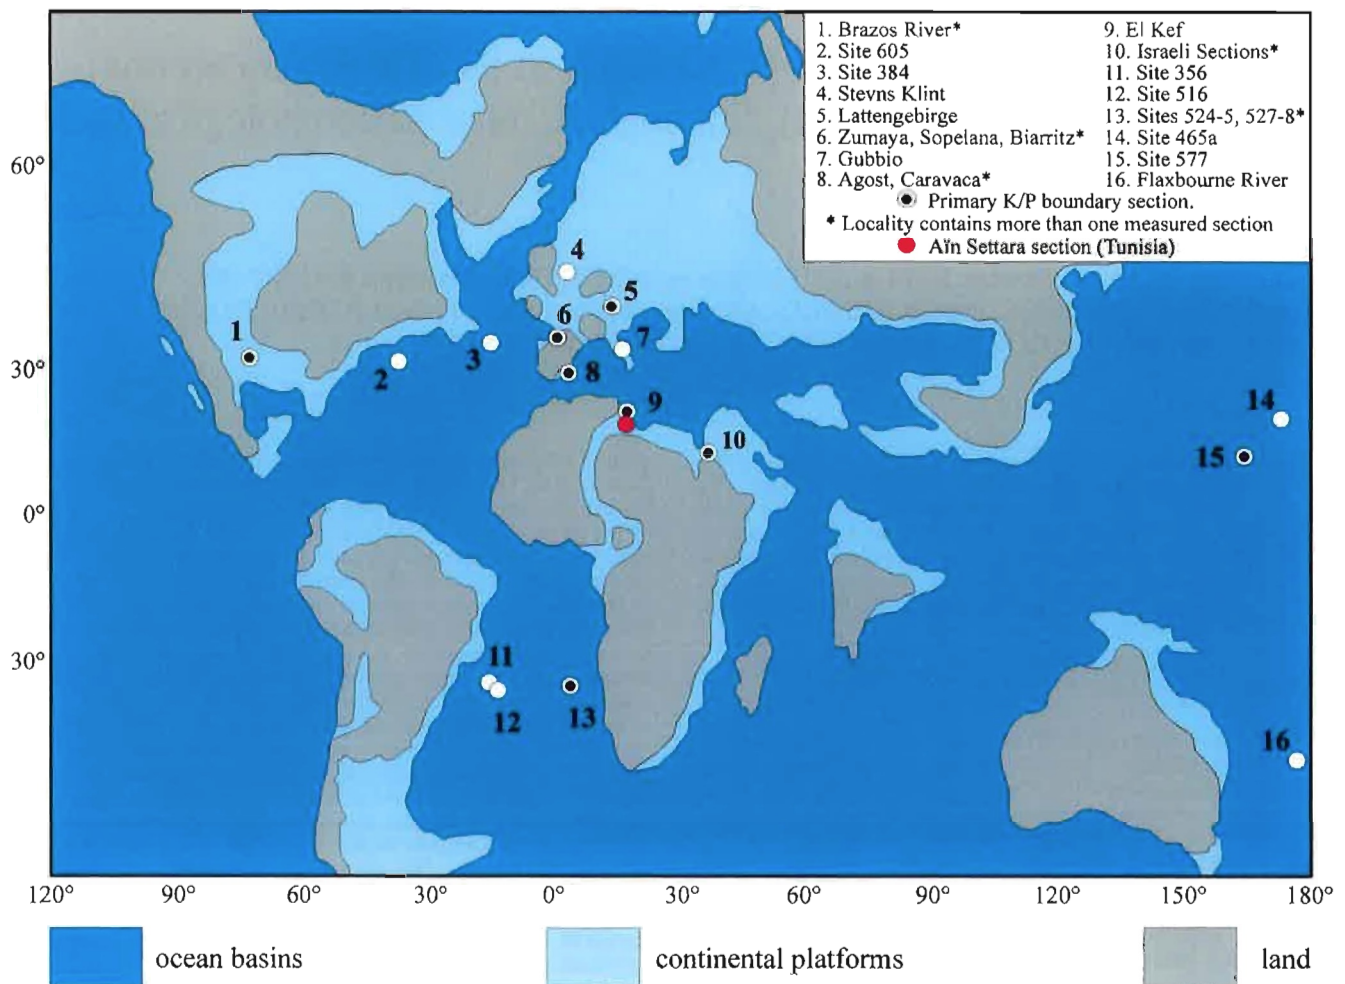 1. Brazos River*
2. Site 605
3. Site 384
4. Stevns Klint
5. Lattengebirge
6. Zumaya, Sopelana, Biarritz*
7. Gubbio
8. Agost, Caravaca*
9. El Kef
10. Israeli Sections*
11. Site 356
12. Site 516
13. Sites 524-5, 527-8*
14. Site 465a
15. Site 577
16. Flaxbourne River
Primary K/P boundary section.
* Locality contains more than one measured section
Aïn Settara section (Tunisia)
60°
30°
0°
30°
4
5
6
1
7
3
2
8
9
14
10
15
11
12
13
16
120° 90° 60° 30° 0° 30° 60° 90° 120° 150° 180°
ocean basins
continental platforms
land